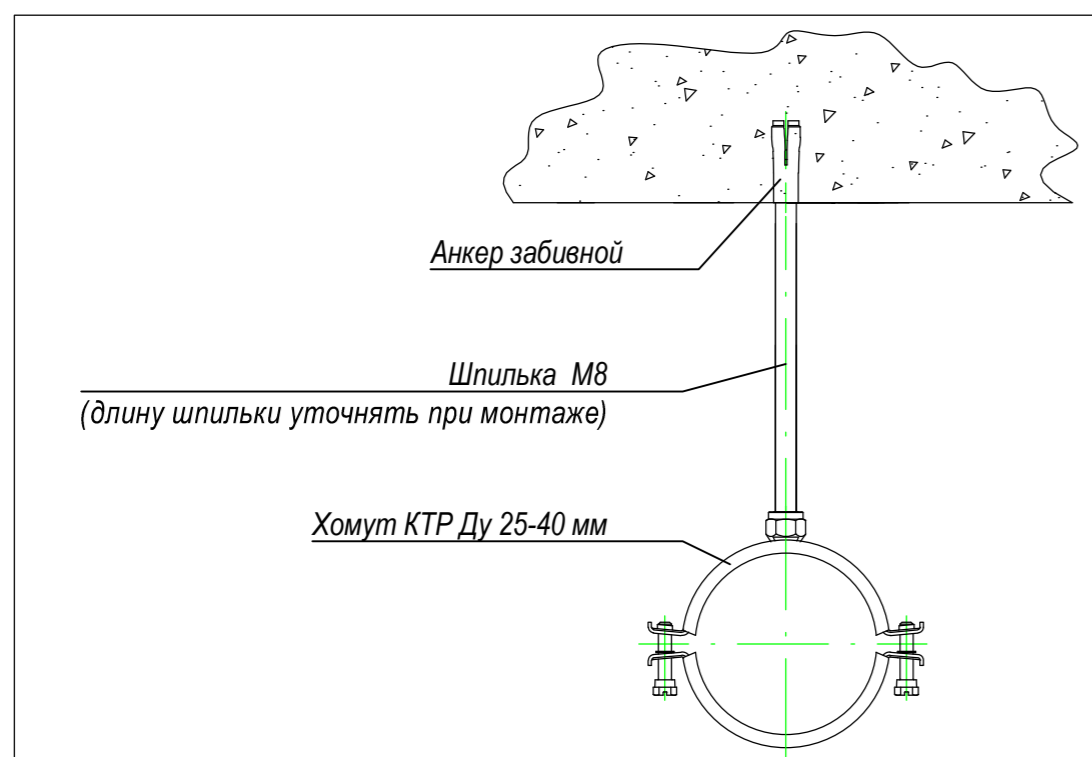 Анкер забивной
Шпилька М8
(длину шпильки уточнять при монтаже)
Хомут КТР Ду 25-40 мм